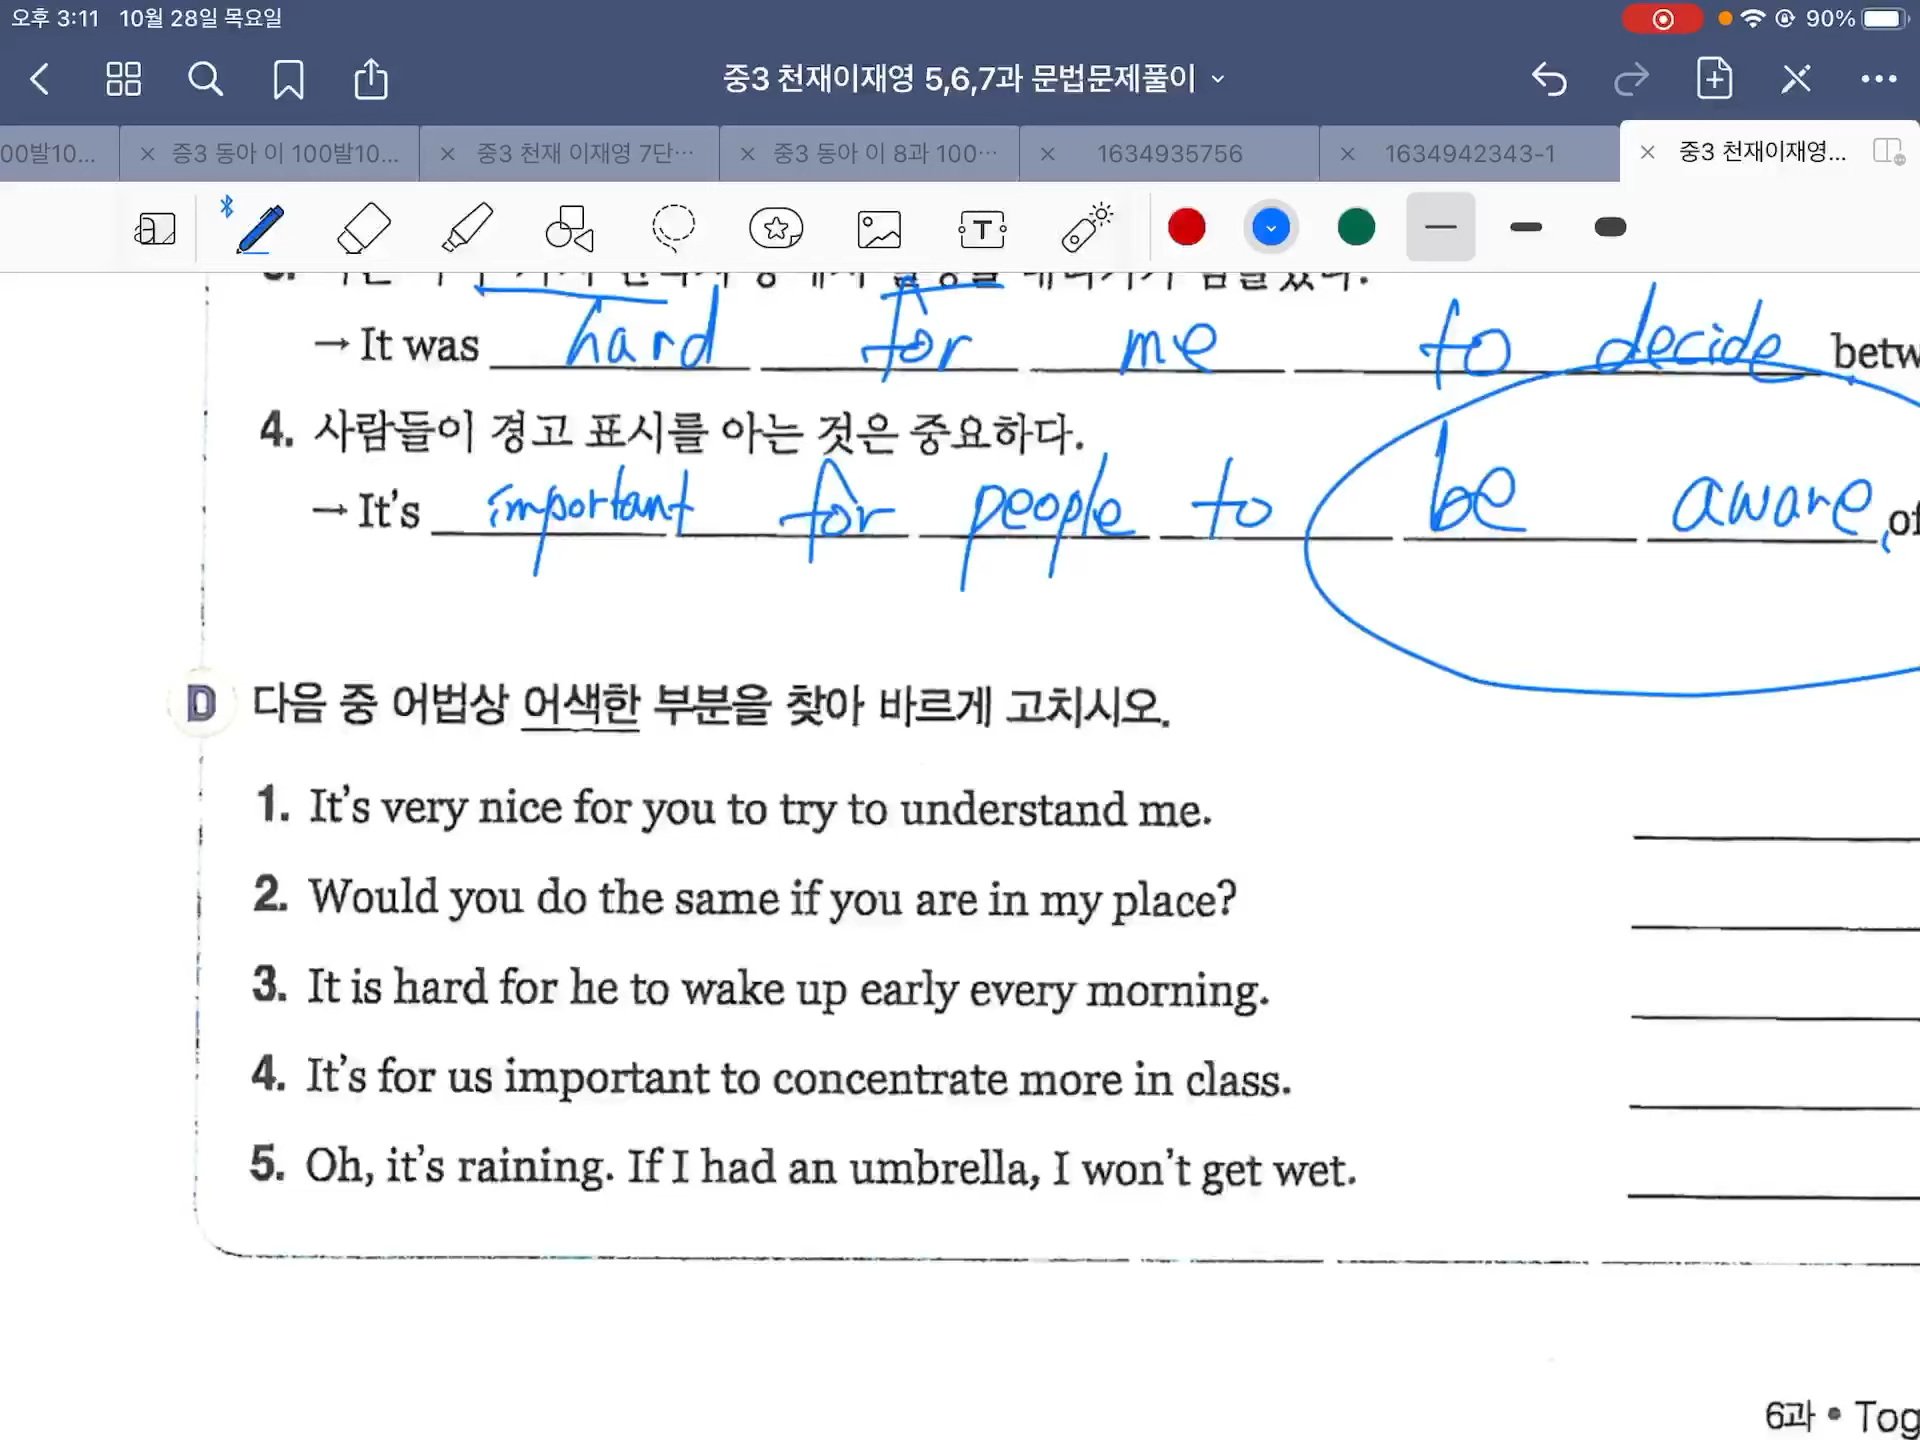 오후 3:11 10월 28일 목요일
90%
중3 천재이재영 5,6,7과 문법문제풀이
00발10...
중3 동아 이 100발10...
중3 천재 이재영 7단...
중3 동아 이 8과 100...
1634935756
1634942343-1
중3 천재이재영...
→ It was hard for me to decide betw
4. 사람들이 경고 표시를 아는 것은 중요하다.
→ It's important for people to be aware of
D 다음 중 어법상 어색한 부분을 찾아 바르게 고치시오.
1. It's very nice for you to try to understand me.
2. Would you do the same if you are in my place?
3. It is hard for he to wake up early every morning.
4. It's for us important to concentrate more in class.
5. Oh, it's raining. If I had an umbrella, I won't get wet.
6과 • Tog